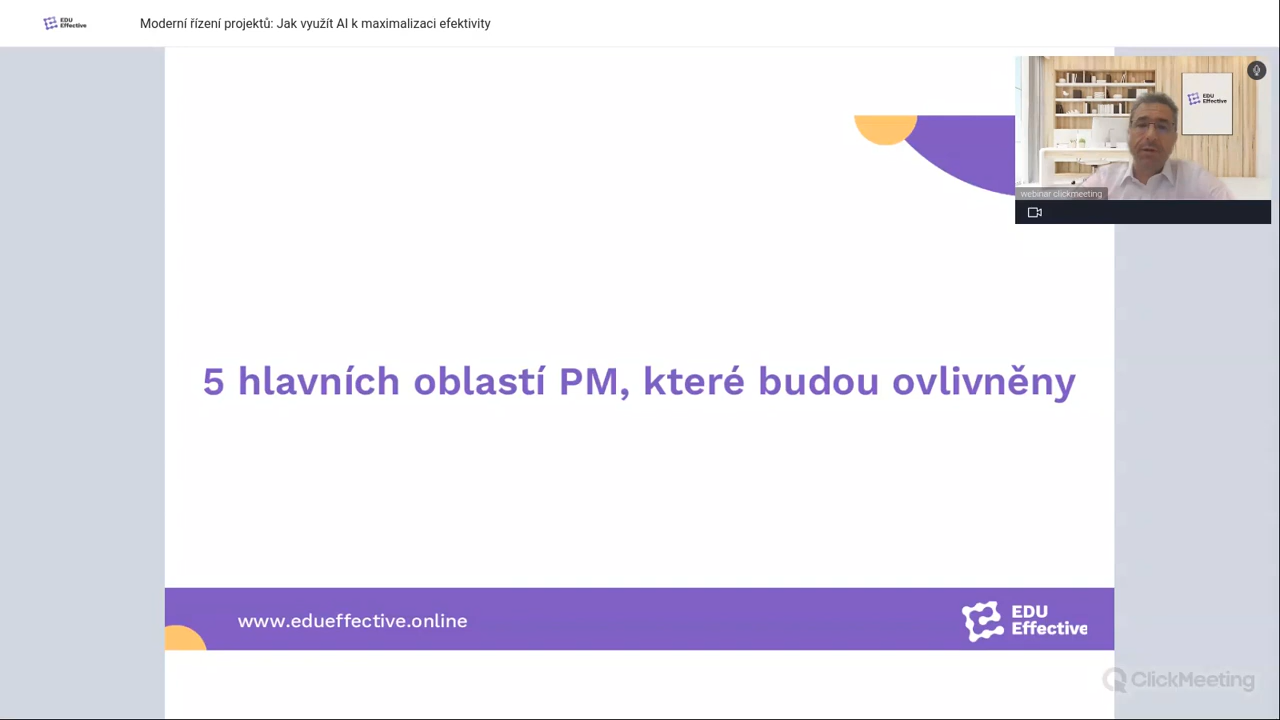 EDU
Effective
Moderní řízení projektů: Jak využít AI k maximalizaci efektivity
EDU
Effective
webinar clickmeeting
5 hlavních oblastí PM, které budou ovlivněny
www.edueffective.online
EDU
Effective
ClickMeeting